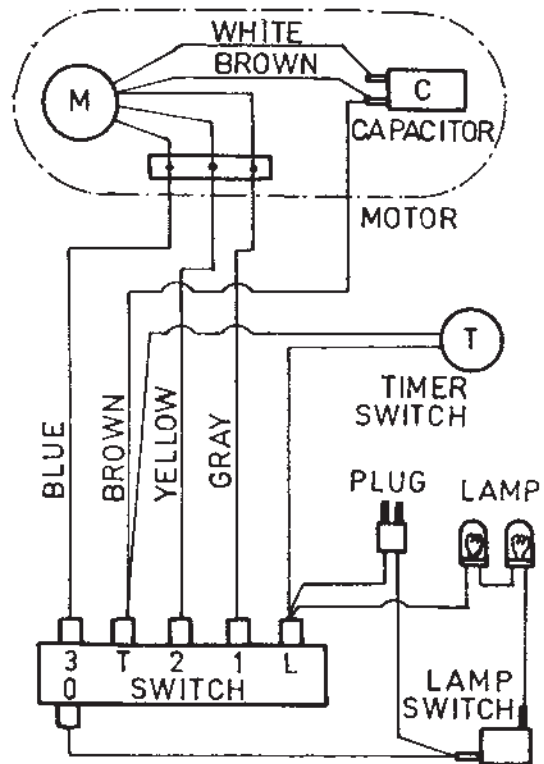 WHITE
BROWN
M
C
CAPACITOR
MOTOR
T
TIMER
SWITCH
BLUE
BROWN
YELLOW
GRAY
PLUG LAMP
3 T 2 1 L
0 SWITCH
LAMP
SWITCH